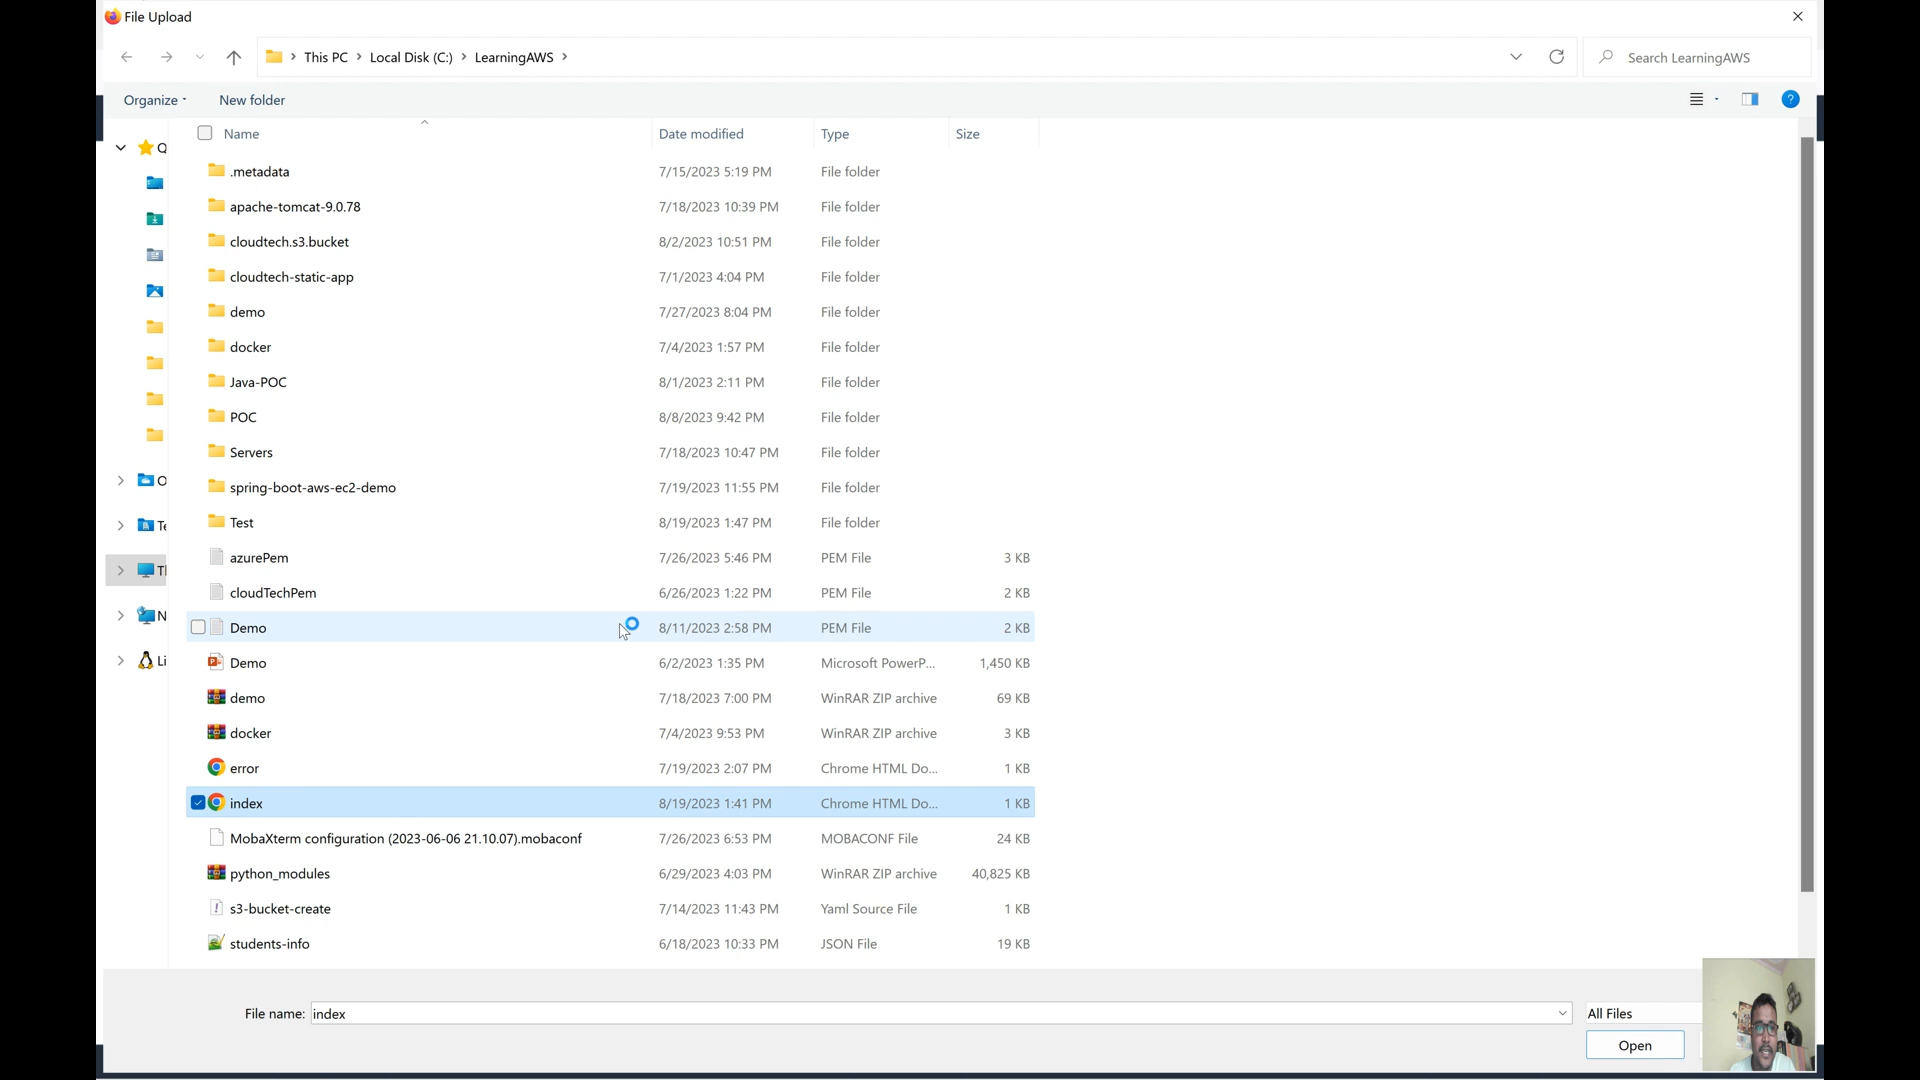 File Upload
This PC > Local Disk (C:) > LearningAWS >
Search LearningAWS
Organize
New folder
Name Date modified Type Size
.metadata 7/15/2023 5:19 PM File folder
apache-tomcat-9.0.78 7/18/2023 10:39 PM File folder
cloudtech.s3.bucket 8/2/2023 10:51 PM File folder
cloudtech-static-app 7/1/2023 4:04 PM File folder
demo 7/27/2023 8:04 PM File folder
docker 7/4/2023 1:57 PM File folder
Java-POC 8/1/2023 2:11 PM File folder
POC 8/8/2023 9:42 PM File folder
Servers 7/18/2023 10:47 PM File folder
spring-boot-aws-ec2-demo 7/19/2023 11:55 PM File folder
Test 8/19/2023 1:47 PM File folder
azurePem 7/26/2023 5:46 PM PEM File 3 KB
cloudTechPem 6/26/2023 1:22 PM PEM File 2 KB
Demo 8/11/2023 2:58 PM PEM File 2 KB
Demo 6/2/2023 1:35 PM Microsoft PowerP... 1,450 KB
demo 7/18/2023 7:00 PM WinRAR ZIP archive 69 KB
docker 7/4/2023 9:53 PM WinRAR ZIP archive 3 KB
error 7/19/2023 2:07 PM Chrome HTML Do... 1 KB
index 8/19/2023 1:41 PM Chrome HTML Do... 1 KB
MobaXterm configuration (2023-06-06 21.10.07).mobaconf 7/26/2023 6:53 PM MOBACONF File 24 KB
python_modules 6/29/2023 4:03 PM WinRAR ZIP archive 40,825 KB
s3-bucket-create 7/14/2023 11:43 PM Yaml Source File 1 KB
students-info 6/18/2023 10:33 PM JSON File 19 KB
File name: index
All Files
Open